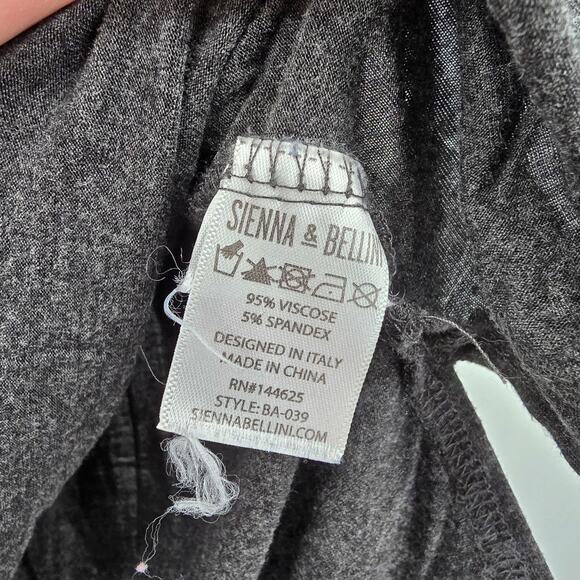 SIENNA & BELLINI
95% VISCOSE
5% SPANDEX
DESIGNED IN ITALY
MADE IN CHINA
RN#144625
STYLE: BA-039
SIENNABELLINI.COM